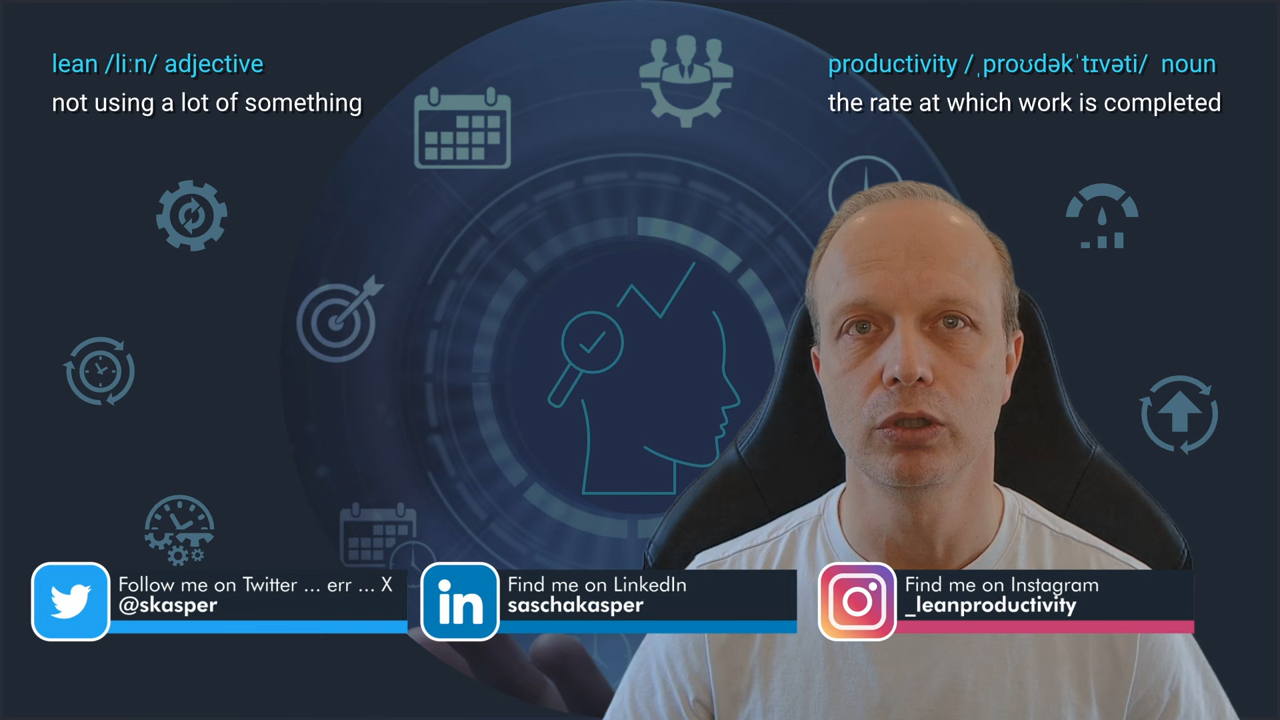 lean /liːn/ adjective
not using a lot of something
productivity /ˌproʊdəkˈtɪvəti/ noun
the rate at which work is completed
Follow me on Twitter ... err ... X
@skasper
in
Find me on LinkedIn
saschakasper
Find me on Instagram
_leanproductivity